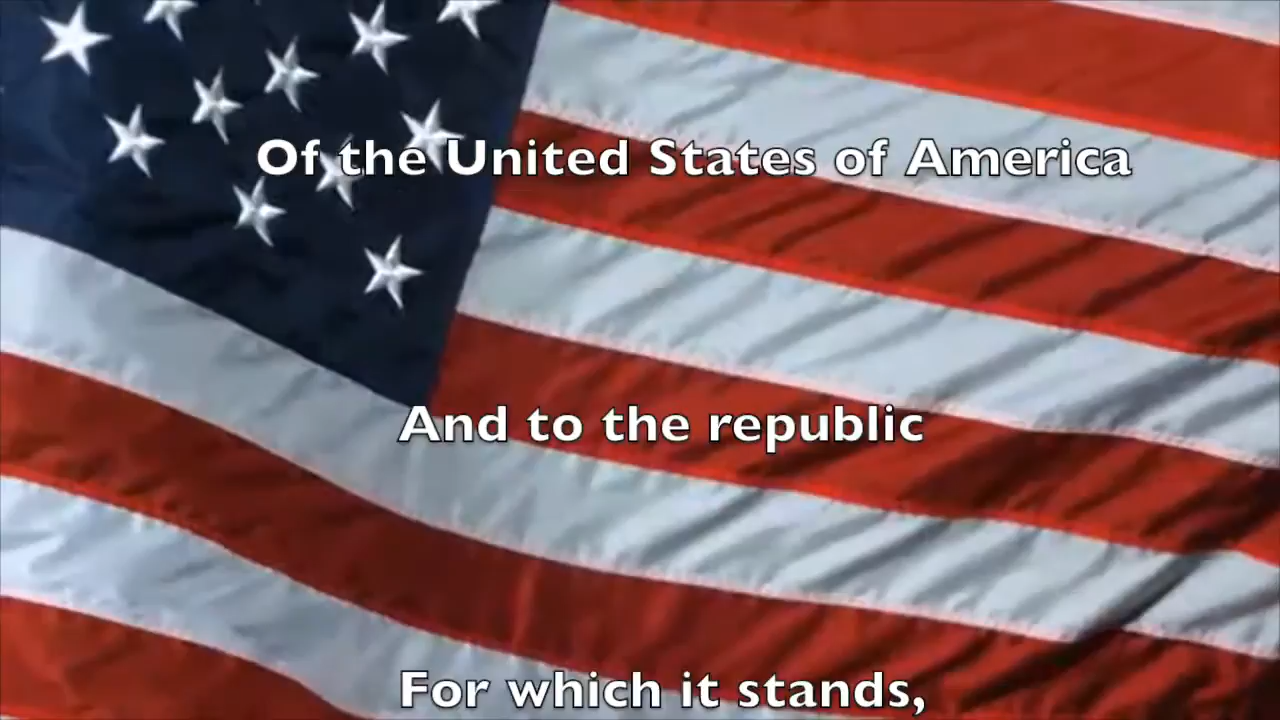 Of the United States of America
And to the republic
For which it stands,